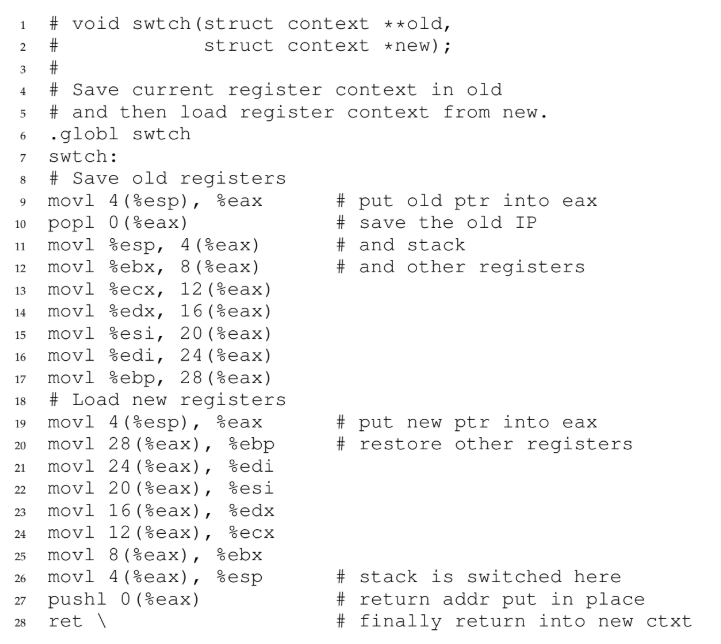 1 # void swtch(struct context **old,
2 #            struct context *new);
3 #
4 # Save current register context in old
5 # and then load register context from new.
6 .globl swtch
7 swtch:
8 # Save old registers
9 movl 4(%esp), %eax      # put old ptr into eax
10 popl 0(%eax)            # save the old IP
11 movl %esp, 4(%eax)      # and stack
12 movl %ebx, 8(%eax)      # and other registers
13 movl %ecx, 12(%eax)
14 movl %edx, 16(%eax)
15 movl %esi, 20(%eax)
16 movl %edi, 24(%eax)
17 movl %ebp, 28(%eax)
18 # Load new registers
19 movl 4(%esp), %eax      # put new ptr into eax
20 movl 28(%eax), %ebp     # restore other registers
21 movl 24(%eax), %edi
22 movl 20(%eax), %esi
23 movl 16(%eax), %edx
24 movl 12(%eax), %ecx
25 movl 8(%eax), %ebx
26 movl 4(%eax), %esp      # stack is switched here
27 pushl 0(%eax)           # return addr put in place
28 ret \                   # finally return into new ctxt